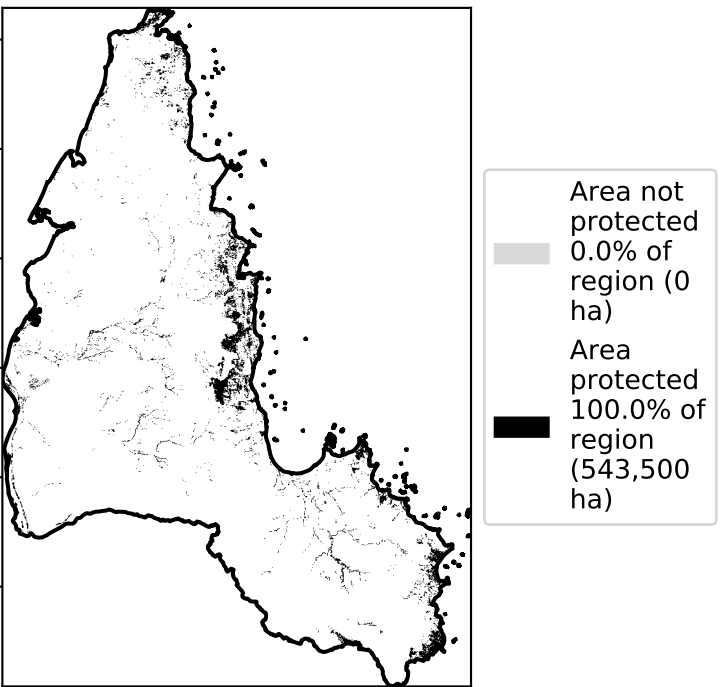 Area not
protected
0.0% of
region (0
ha)
Area
protected
100.0% of
region
(543,500
ha)